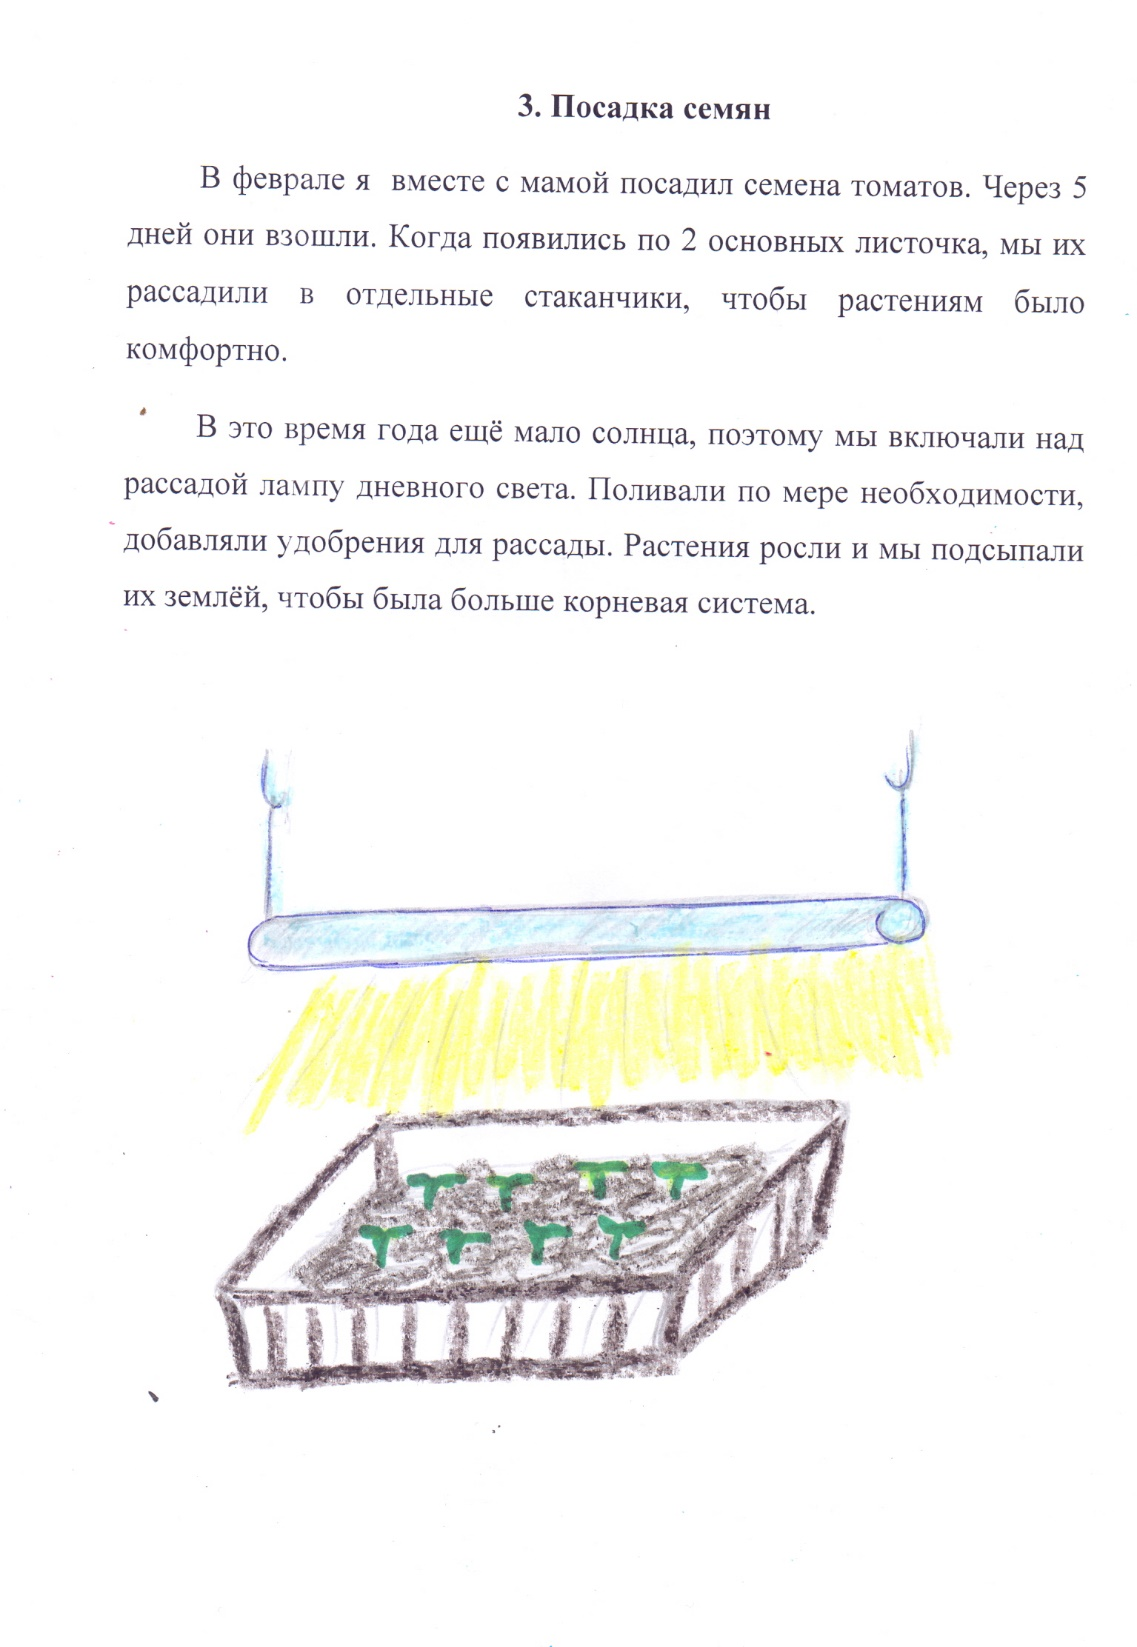 3. Посадка семян
В феврале я вместе с мамой посадил семена томатов. Через 5
дней они взошли. Когда появились по 2 основных листочка, мы их
рассадили в отдельные стаканчики, чтобы растениям было
комфортно.
В это время года ещё мало солнца, поэтому мы включали над
рассадой лампу дневного света. Поливали по мере необходимости,
добавляли удобрения для рассады. Растения росли и мы подсыпали
их землёй, чтобы была больше корневая система.